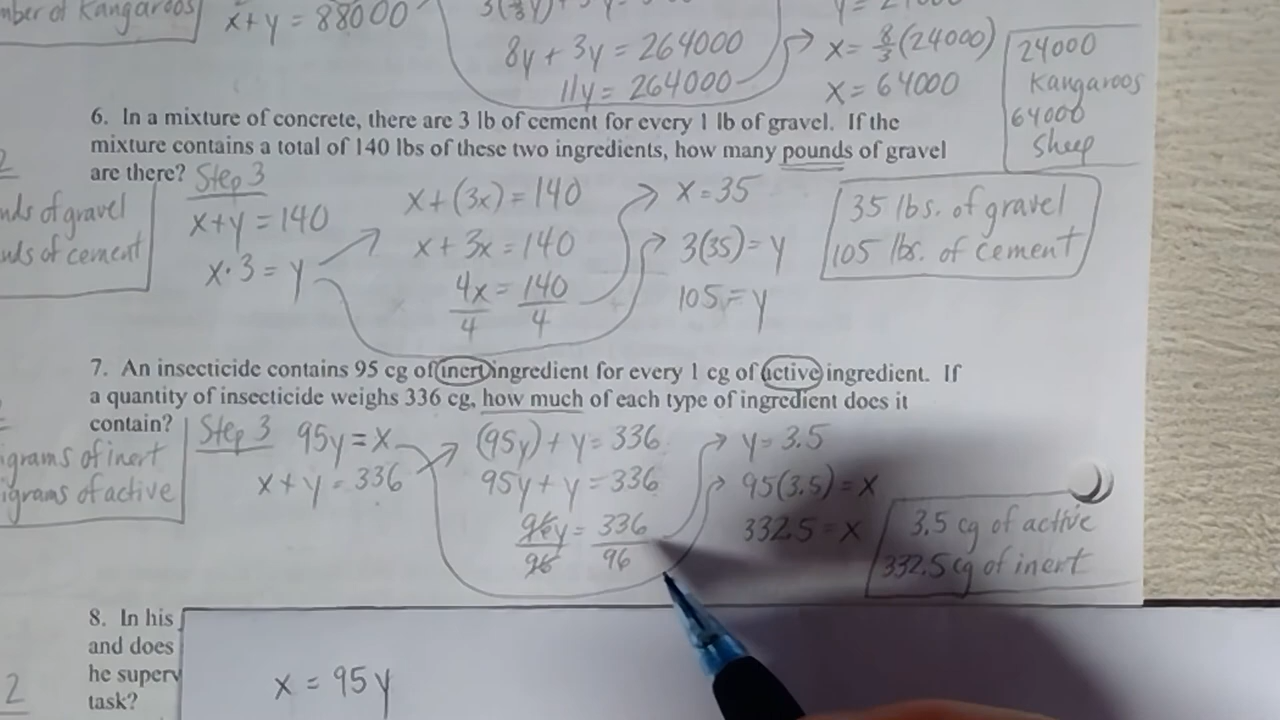 mber of Kangaroos
x+y = 88000
8y + 3y = 264000
11y = 264000
x = 8/3(24000)
x = 64000
24000
Kangaroos
64000
Sheep
6. In a mixture of concrete, there are 3 lb of cement for every 1 lb of gravel. If the
mixture contains a total of 140 lbs of these two ingredients, how many pounds of gravel
are there?
nds of gravel
nds of cement
Step 3
x+y = 140
x·3 = y
x+(3x) = 140
x + 3x = 140
4x = 140
4 4
x = 35
3(35) = y
105 = y
35 lbs. of gravel
105 lbs. of cement
7. An insecticide contains 95 cg of inert ingredient for every 1 cg of active ingredient. If
a quantity of insecticide weighs 336 cg, how much of each type of ingredient does it
contain?
igrams of inert
igrams of active
Step 3
95y = x
x + y = 336
(95y) + y = 336
95y + y = 336
96y = 336
96 96
y = 3.5
95(3.5) = x
332.5 = x
3.5 cg of active
332.5 cg of inert
8. In his
and does
he superv
task?
2
x = 95y